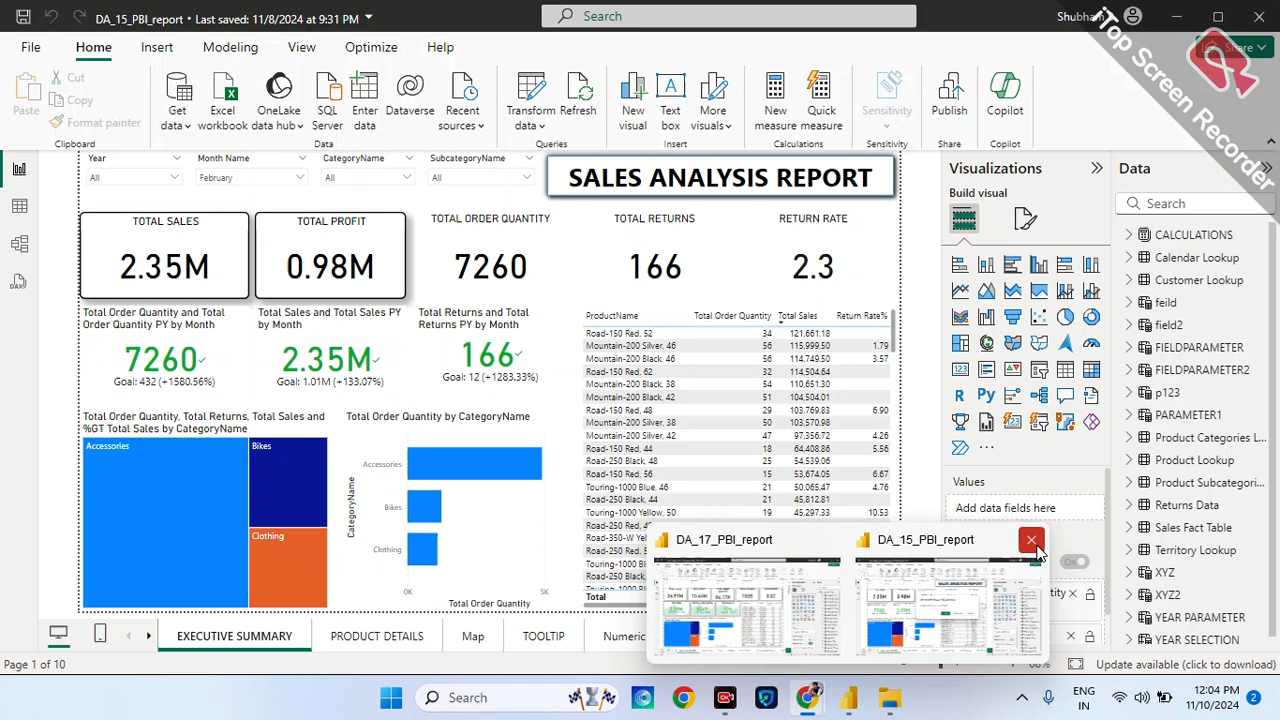 DA_15_PBI_report • Last saved: 11/8/2024 at 9:31 PM
Search
Shubham
iTop Screen Recorder
File
Home
Insert
Modeling
View
Optimize
Help
Share
Paste
Cut
Copy
Format painter
Get data
Excel workbook
OneLake data hub
SQL Server
Enter data
Dataverse
Recent sources
Transform data
Refresh
New visual
Text box
More visuals
New measure
Quick measure
Sensitivity
Publish
Copilot
Clipboard
Data
Queries
Insert
Calculations
Sensitivity
Share
Copilot
Year
Month Name
CategoryName
SubcategoryName
All
February
All
All
SALES ANALYSIS REPORT
TOTAL SALES
2.35M
TOTAL PROFIT
0.98M
TOTAL ORDER QUANTITY
7260
TOTAL RETURNS
166
RETURN RATE
2.3
Total Order Quantity and Total
Order Quantity PY by Month
7260
Goal: 432 (+1580.56%)
Total Sales and Total Sales PY
by Month
2.35M
Goal: 1.01M (+133.07%)
Total Returns and Total
Returns PY by Month
166
Goal: 12 (+1283.33%)
ProductName Total Order Quantity Total Sales Return Rate%
Road-150 Red, 52 34 121,661.18
Mountain-200 Silver, 46 56 115,999.50 1.79
Mountain-200 Black, 46 56 114,749.50 3.57
Road-150 Red, 62 32 114,504.64
Mountain-200 Black, 38 54 110,651.30
Mountain-200 Black, 42 51 104,504.01
Road-150 Red, 48 29 103,769.83 6.90
Mountain-200 Silver, 38 50 103,570.98
Mountain-200 Silver, 42 47 97,356.72 4.26
Road-150 Red, 44 18 64,408.86 5.56
Road-250 Black, 48 25 54,539.06
Road-150 Red, 56 15 53,674.05 6.67
Touring-1000 Blue, 46 21 50,065.47 4.76
Road-250 Black, 44 21 45,812.81
Touring-1000 Yellow, 50 19 45,297.33 10.53
Total
Total Order Quantity, Total Returns, Total Sales and
%GT Total Sales by CategoryName
Accessories
Bikes
Clothing
Total Order Quantity by CategoryName
CategoryName
Accessories
Bikes
Clothing
0K
5K
Total Order Quantity
Visualizations
Build visual
Values
Add data fields here
On
Data
Search
CALCULATIONS
Calendar Lookup
Customer Lookup
feild
field2
FIELDPARAMETER
FIELDPARAMETER2
p123
PARAMETER1
Product Categories L...
Product Lookup
Product Subcategori...
Returns Data
Sales Fact Table
Territory Lookup
XYZ
XYZ2
YEAR PARAMETER
YEAR SELECTION
DA_17_PBI_report
DA_15_PBI_report
EXECUTIVE SUMMARY
PRODUCT DETAILS
Map
TOOLTIP
Numeric
Page 1 of 10
Update available (click to download)
Search
ENG
IN
12:04 PM
11/10/2024
2